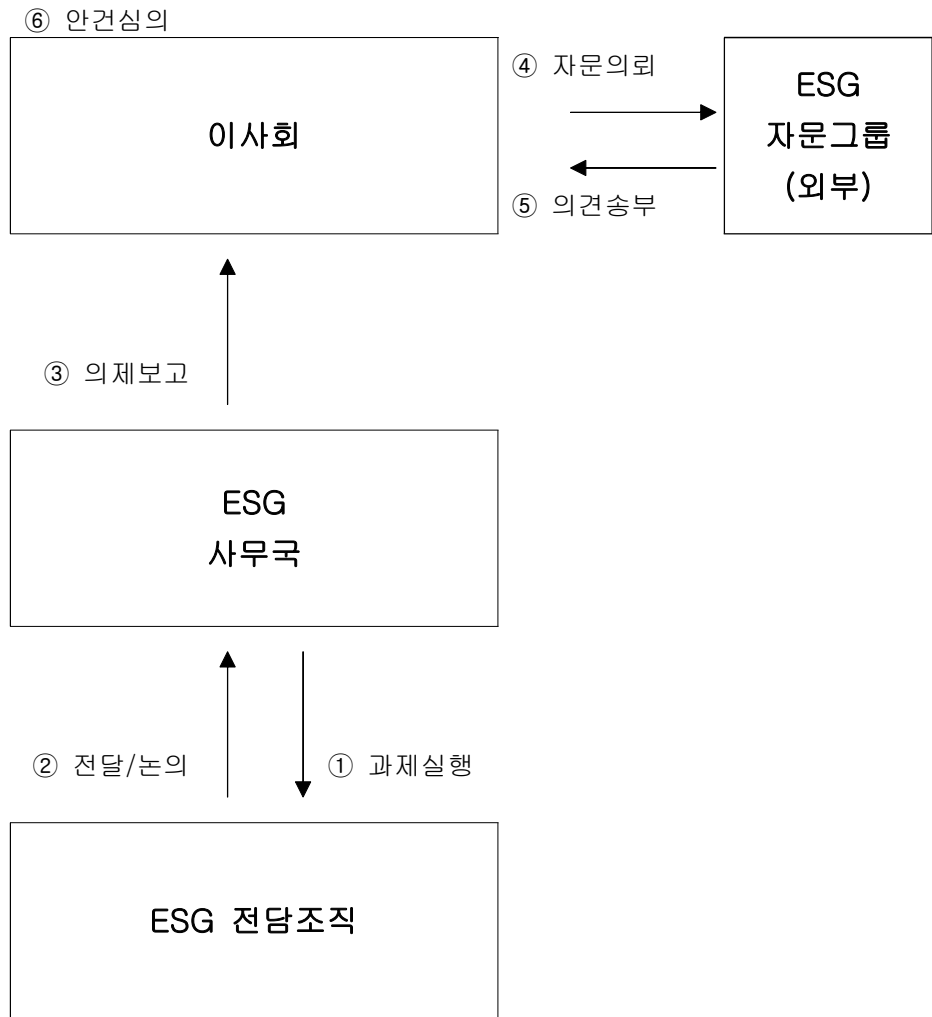 ⑥ 안건심의
이사회
④ 자문의뢰
⑤ 의견송부
ESG
자문그룹
(외부)
③ 의제보고
ESG
사무국
② 전달/논의
① 과제실행
ESG 전담조직